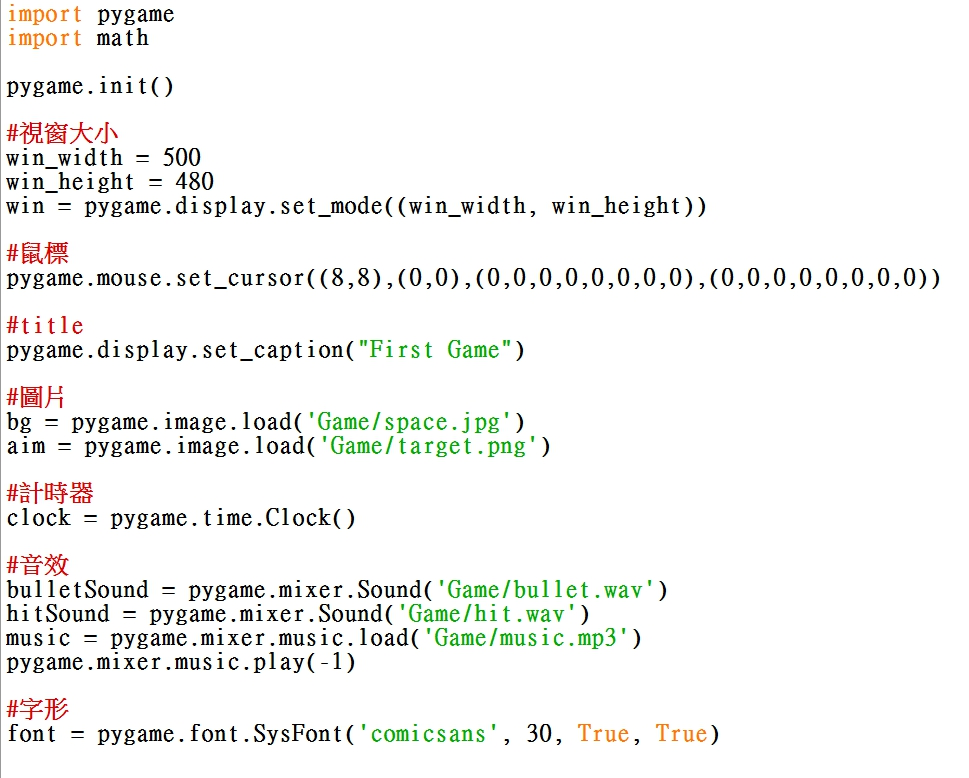 import pygame
import math
pygame.init()
#視窗大小
win_width = 500
win_height = 480
win = pygame.display.set_mode((win_width, win_height))
#鼠標
pygame.mouse.set_cursor((8,8),(0,0),(0,0,0,0,0,0,0,0),(0,0,0,0,0,0,0,0))
#title
pygame.display.set_caption("First Game")
#圖片
bg = pygame.image.load('Game/space.jpg')
aim = pygame.image.load('Game/target.png')
#計時器
clock = pygame.time.Clock()
#音效
bulletSound = pygame.mixer.Sound('Game/bullet.wav')
hitSound = pygame.mixer.Sound('Game/hit.wav')
music = pygame.mixer.music.load('Game/music.mp3')
pygame.mixer.music.play(-1)
#字形
font = pygame.font.SysFont('comicsans', 30, True, True)